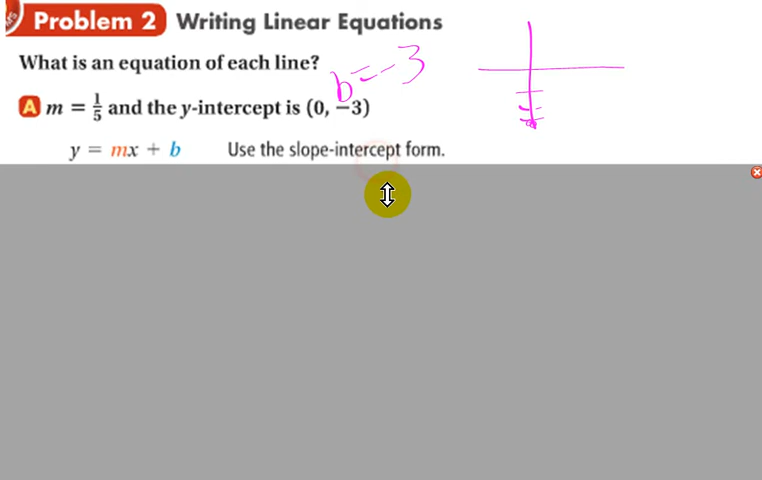 Problem 2 Writing Linear Equations
What is an equation of each line?
b = -3
A m = 1/5 and the y-intercept is (0, −3)
y = mx + b Use the slope-intercept form.